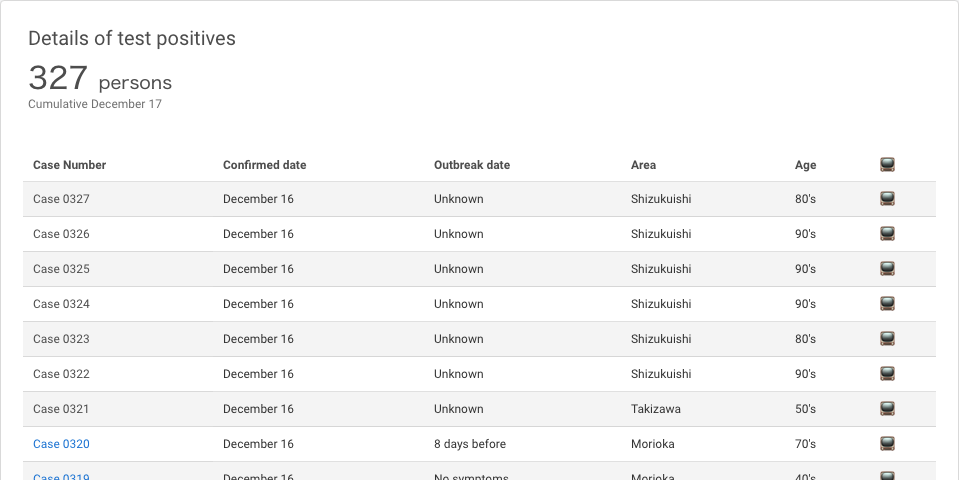 Details of test positives
327 persons
Cumulative December 17
Case Number Confirmed date Outbreak date Area Age
Case 0327 December 16 Unknown Shizukuishi 80's
Case 0326 December 16 Unknown Shizukuishi 90's
Case 0325 December 16 Unknown Shizukuishi 90's
Case 0324 December 16 Unknown Shizukuishi 90's
Case 0323 December 16 Unknown Shizukuishi 80's
Case 0322 December 16 Unknown Shizukuishi 90's
Case 0321 December 16 Unknown Takizawa 50's
Case 0320 December 16 8 days before Morioka 70's
Case 0319 December 16 No symptoms Morioka 40's